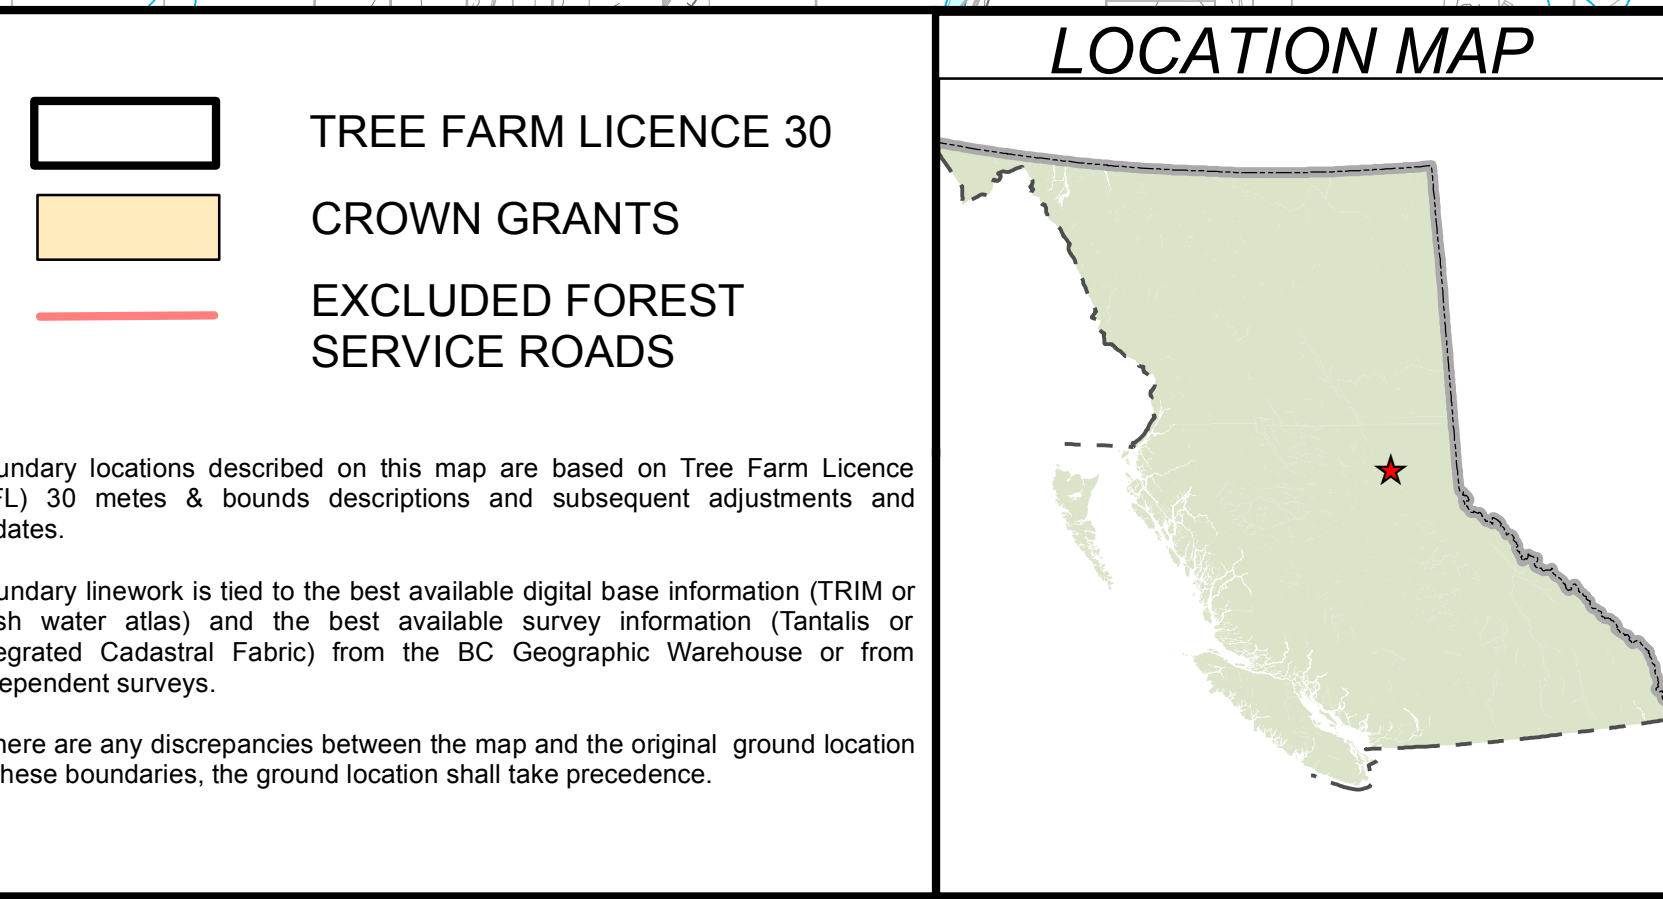 LOCATION MAP
TREE FARM LICENCE 30
CROWN GRANTS
EXCLUDED FOREST
SERVICE ROADS
undary locations described on this map are based on Tree Farm Licence
FL) 30 metes & bounds descriptions and subsequent adjustments and
dates.
undary linework is tied to the best available digital base information (TRIM or
sh water atlas) and the best available survey information (Tantalis or
egrated Cadastral Fabric) from the BC Geographic Warehouse or from
ependent surveys.
here are any discrepancies between the map and the original ground location
hese boundaries, the ground location shall take precedence.